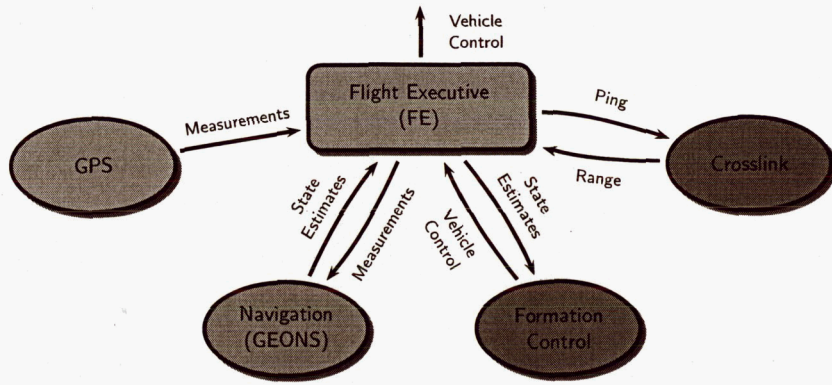 Vehicle
Control
Flight Executive
(FE)
Measurements
Ping
GPS
Crosslink
Range
State
Estimates
Measurements
Vehicle
Control
State
Estimates
Navigation
(GEONS)
Formation
Control